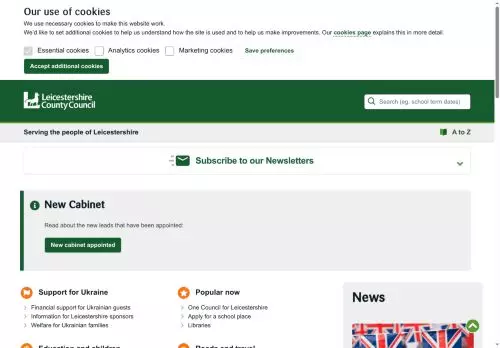 Our use of cookies
We use necessary cookies to make this website work.
We'd like to set additional cookies to help us understand how the site is used and to help us make improvements. Our cookies page explains this in more detail.
Essential cookies Analytics cookies Marketing cookies Save preferences
Accept additional cookies
Leicestershire
County Council
Search (eg. school term dates)
Serving the people of Leicestershire
A to Z
Subscribe to our Newsletters
New Cabinet
Read about the new leads that have been appointed:
New cabinet appointed
Support for Ukraine
Financial support for Ukrainian guests
Information for Leicestershire sponsors
Welfare for Ukrainian families
Popular now
One Council for Leicestershire
Apply for a school place
Libraries
News
Education and children
Roads and travel